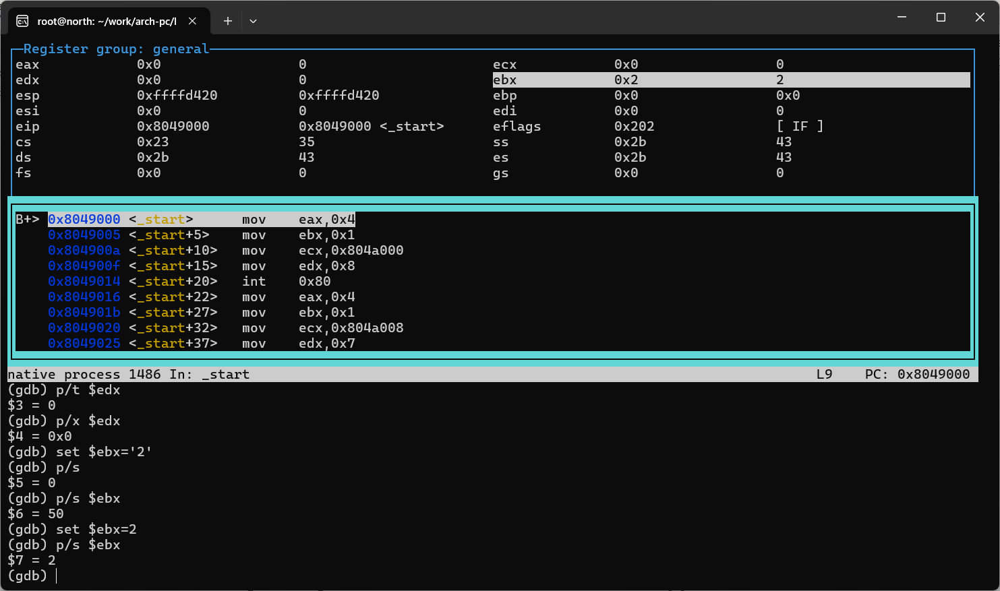 root@north: ~/work/arch-pc/l
Register group: general
eax 0x0 0 ecx 0x0 0
edx 0x0 0 ebx 0x2 2
esp 0xffffd420 0xffffd420 ebp 0x0 0x0
esi 0x0 0 edi 0x0 0
eip 0x8049000 0x8049000 <_start> eflags 0x202 [ IF ]
cs 0x23 35 ss 0x2b 43
ds 0x2b 43 es 0x2b 43
fs 0x0 0 gs 0x0 0
B+> 0x8049000 <_start> mov eax,0x4
0x8049005 <_start+5> mov ebx,0x1
0x804900a <_start+10> mov ecx,0x804a000
0x804900f <_start+15> mov edx,0x8
0x8049014 <_start+20> int 0x80
0x8049016 <_start+22> mov eax,0x4
0x804901b <_start+27> mov ebx,0x1
0x8049020 <_start+32> mov ecx,0x804a008
0x8049025 <_start+37> mov edx,0x7
native process 1486 In: _start L9 PC: 0x8049000
(gdb) p/t $edx
$3 = 0
(gdb) p/x $edx
$4 = 0x0
(gdb) set $ebx='2'
(gdb) p/s
$5 = 0
(gdb) p/s $ebx
$6 = 50
(gdb) set $ebx=2
(gdb) p/s $ebx
$7 = 2
(gdb)